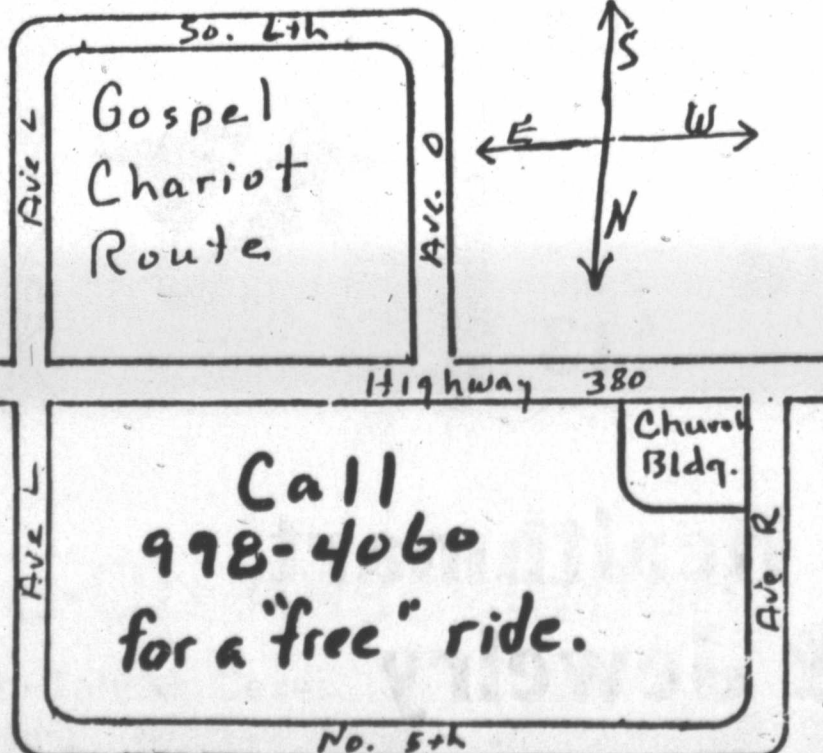 So. 6th
Ave L
Gospel
Chariot
Route
Ave. O
S
E
W
N
Highway 380
Church
Bldg.
Call
998-4060
for a "free" ride.
Ave L
Ave R
No. 5th